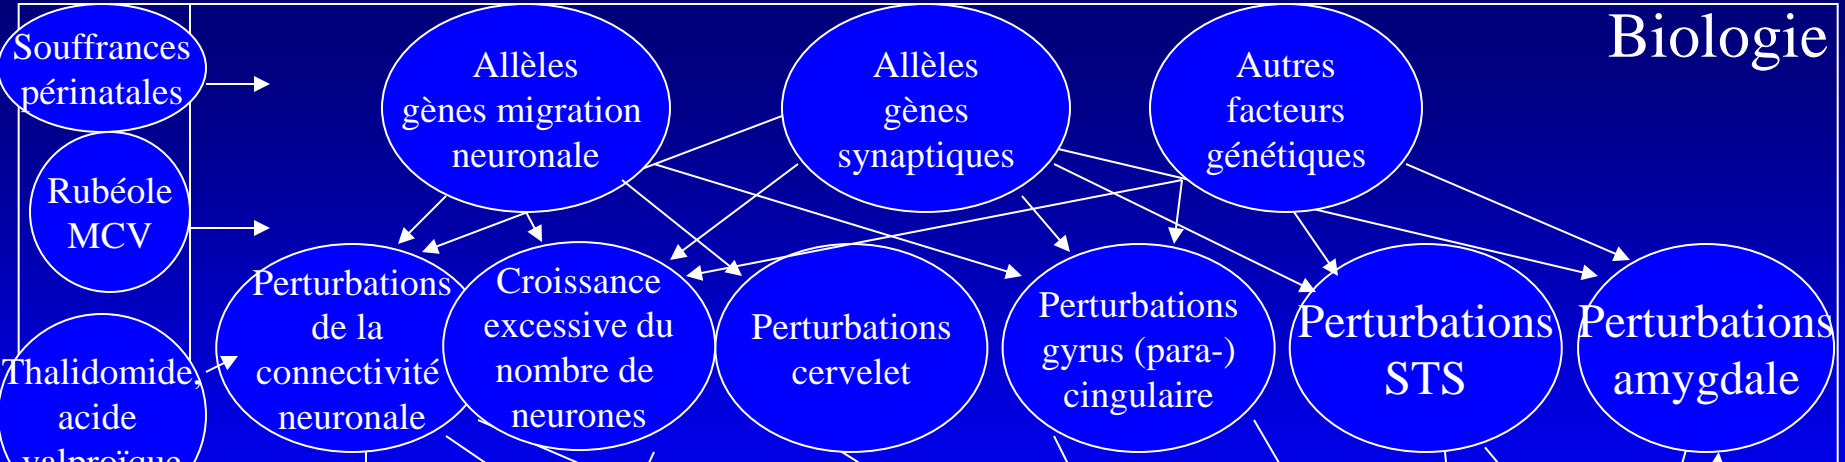 Biologie
Souffrances
périnatales
Rubéole
MCV
Thalidomide,
acide
valproïque
Allèles
gènes migration
neuronale
Allèles
gènes
synaptiques
Autres
facteurs
génétiques
Perturbations
de la
connectivité
neuronale
Croissance
excessive du
nombre de
neurones
Perturbations
cervelet
Perturbations
gyrus (para-)
cingulaire
Perturbations
STS
Perturbations
amygdale